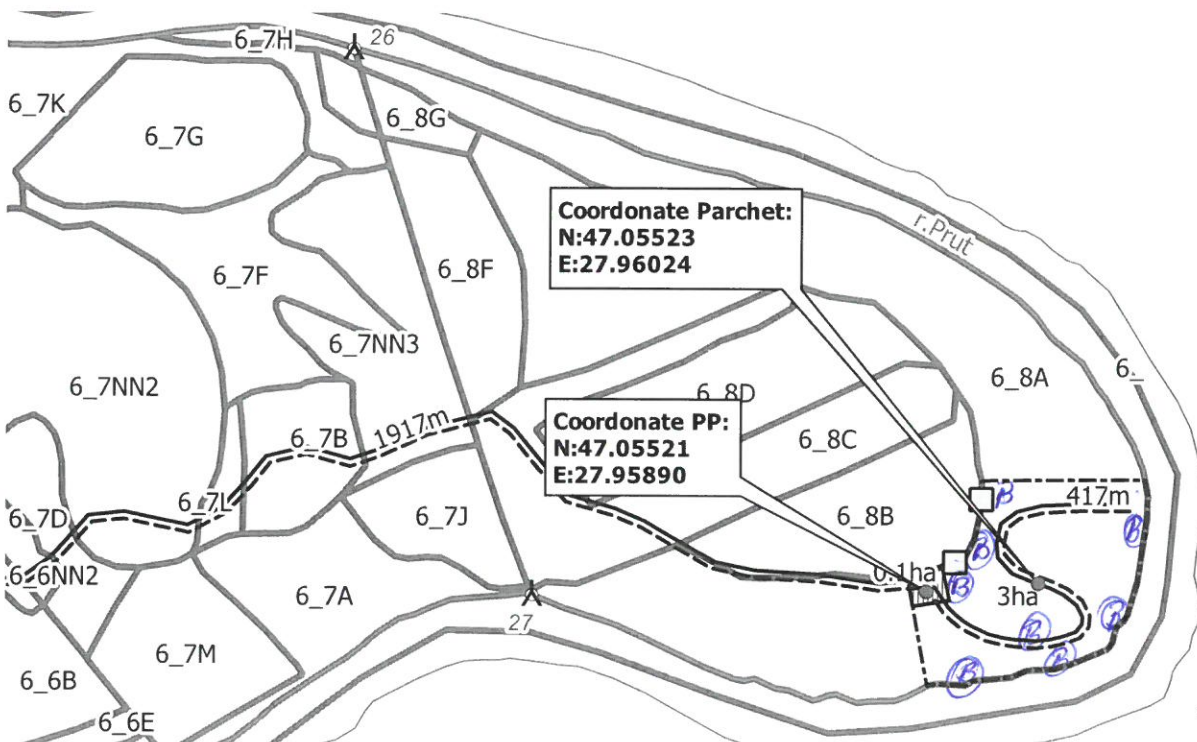 6_7H
26
6_7K
6_7G
6_8G
Coordonate Parchet:
N:47.05523
E:27.96024
r.Prut
6_7F
6_8F
6_7NN3
6_7NN2
6_8D
6_8A
6_
Coordonate PP:
N:47.05521
E:27.95890
6_7B
1917m
6_8C
6_7L
6_7D
6_7J
6_8B
417m
B
B
B
B
6_6NN2
6_7A
0.1ha
3ha
B
B
B
B
27
6_7M
6_6B
6_6E